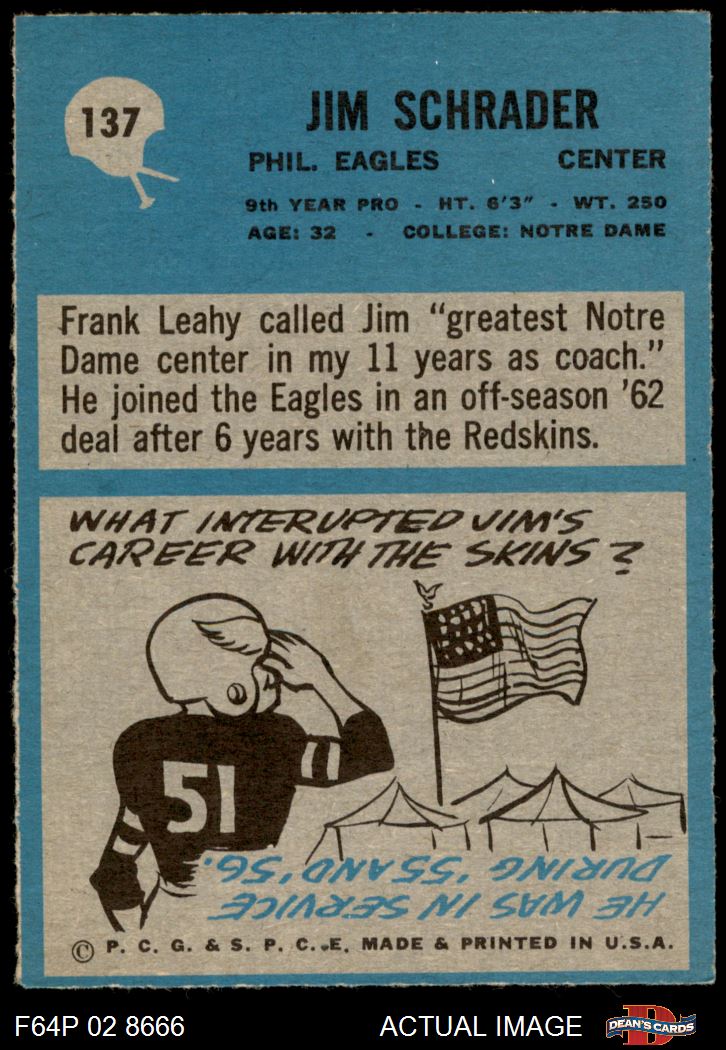 137
JIM SCHRADER
PHIL. EAGLES CENTER
9th YEAR PRO - HT. 6'3" - WT. 250
AGE: 32 - COLLEGE: NOTRE DAME
Frank Leahy called Jim "greatest Notre
Dame center in my 11 years as coach."
He joined the Eagles in an off-season '62
deal after 6 years with the Redskins.
WHAT INTERUPTED JIM'S
CAREER WITH THE SKINS?
51
HE WAS IN SERVICE
DURING '55 AND '56.
© P. C. G. & S. P. C. E. MADE & PRINTED IN U.S.A.
F64P 02 8666 ACTUAL IMAGE
D
DEAN'S CARDS